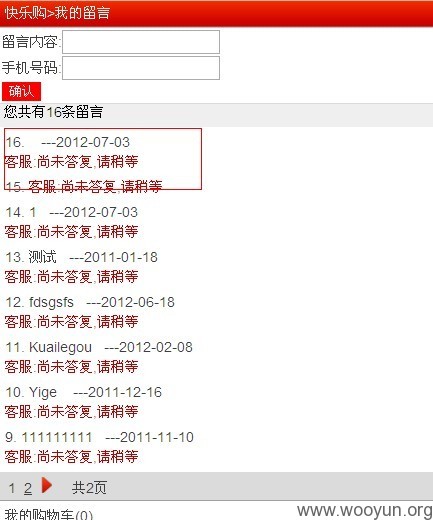 快乐购>我的留言
留言内容:
手机号码:
确认
您共有16条留言
16. ---2012-07-03
客服:尚未答复,请稍等
15. 客服:尚未答复,请稍等
14. 1 ---2012-07-03
客服:尚未答复,请稍等
13. 测试 ---2011-01-18
客服:尚未答复,请稍等
12. fdsgsfs ---2012-06-18
客服:尚未答复,请稍等
11. Kuailegou ---2012-02-08
客服:尚未答复,请稍等
10. Yige ---2011-12-16
客服:尚未答复,请稍等
9. 111111111 ---2011-11-10
客服:尚未答复,请稍等
1 2 共2页
www.wooyun.org
我的购物车(0)